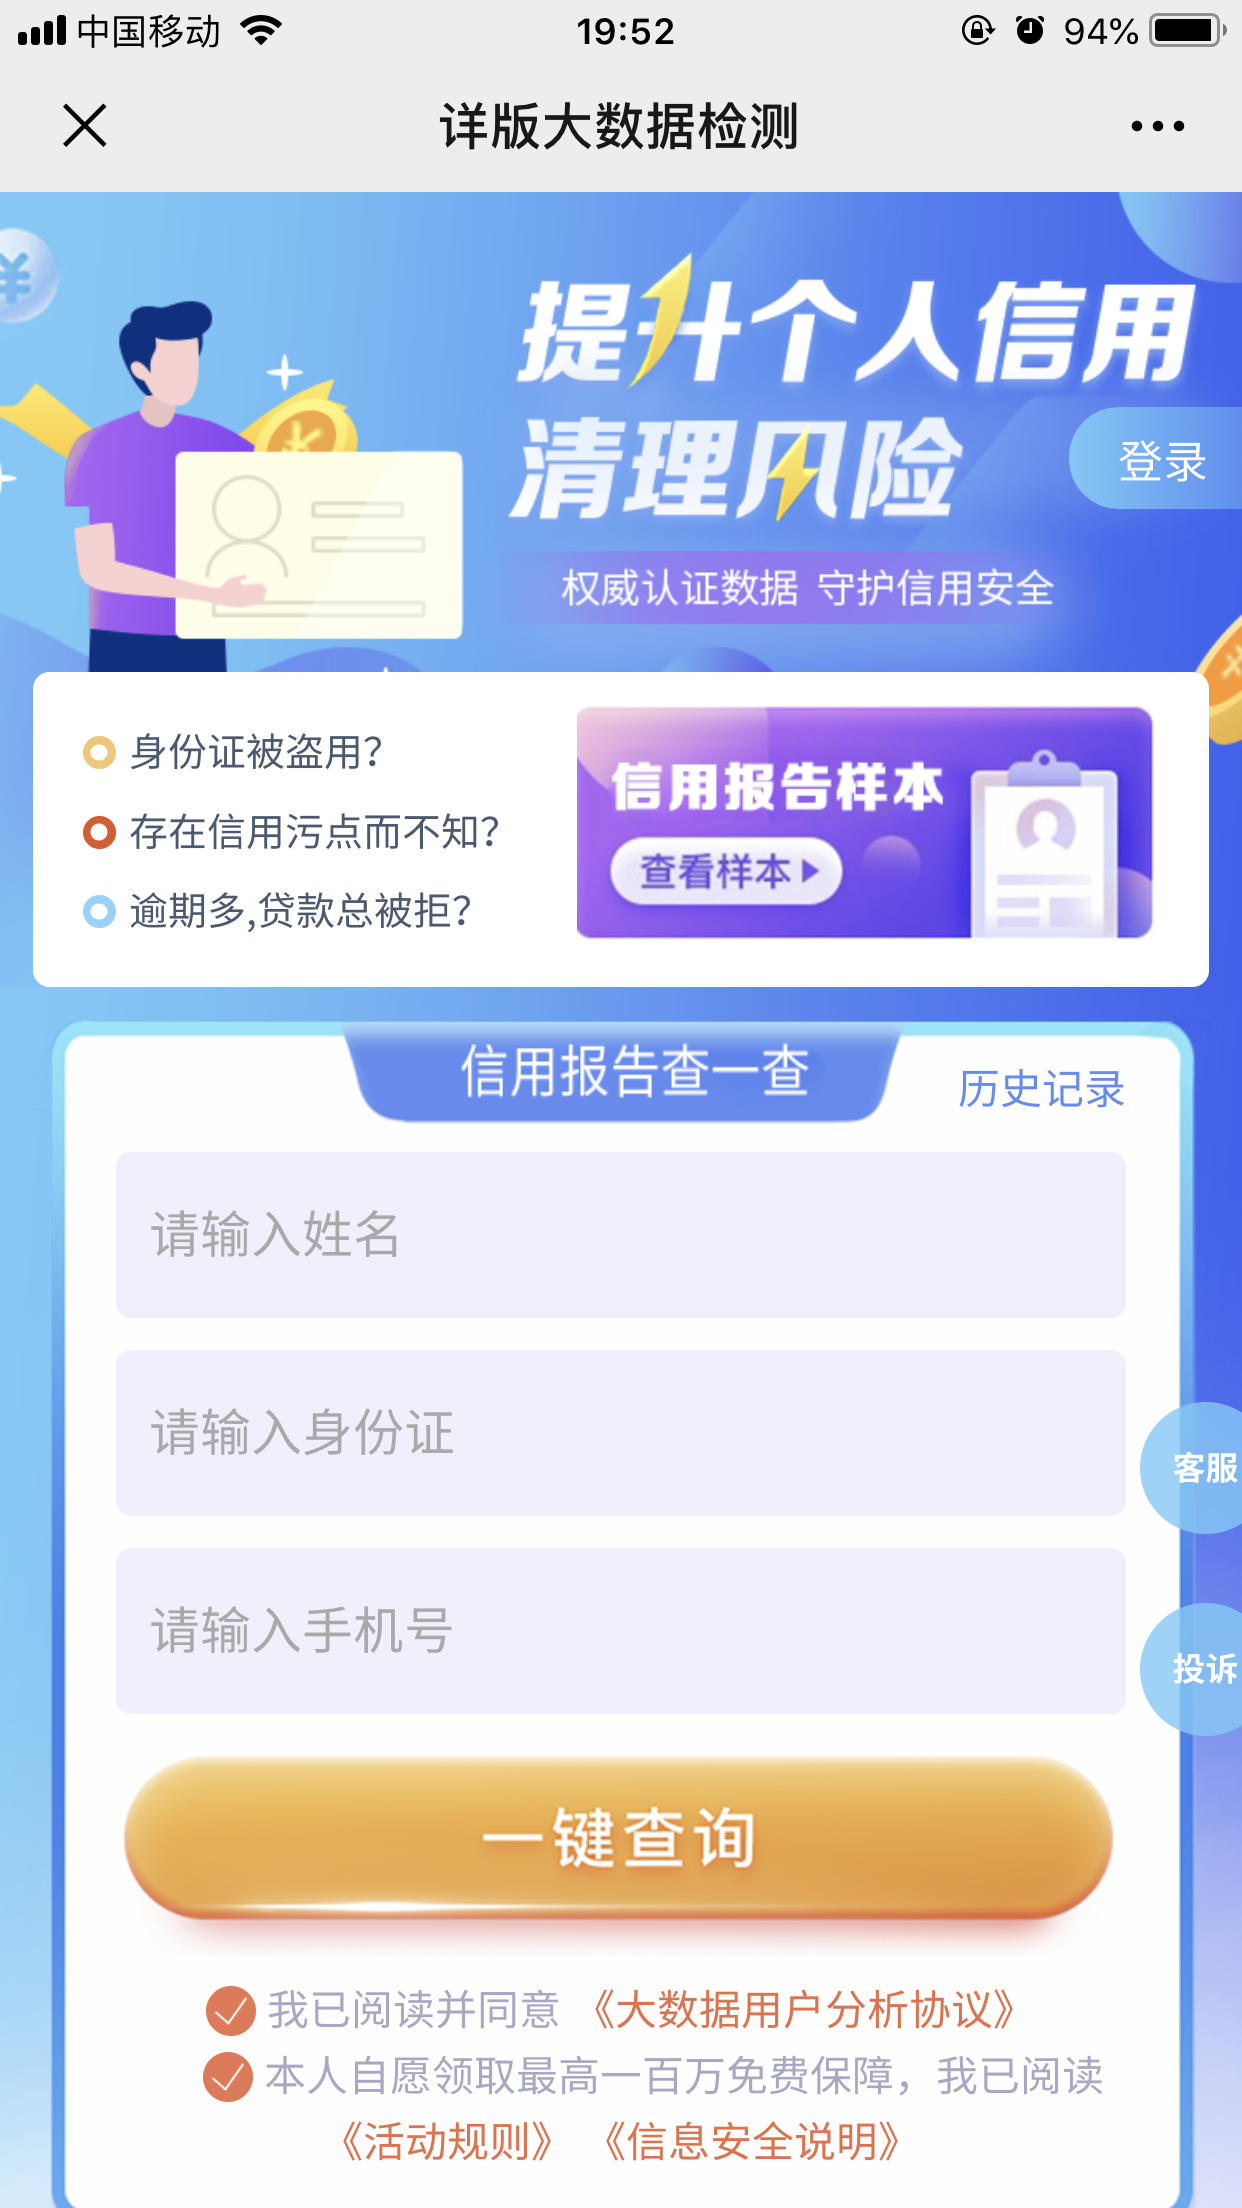 中国移动 19:52 94%
详版大数据检测
提升个人信用
清理风险
登录
权威认证数据 守护信用安全
身份证被盗用?
存在信用污点而不知?
逾期多,贷款总被拒?
信用报告样本
查看样本
信用报告查一查
历史记录
请输入姓名
请输入身份证
客服
请输入手机号
投诉
一键查询
我已阅读并同意 《大数据用户分析协议》
本人自愿领取最高一百万免费保障，我已阅读
《活动规则》 《信息安全说明》